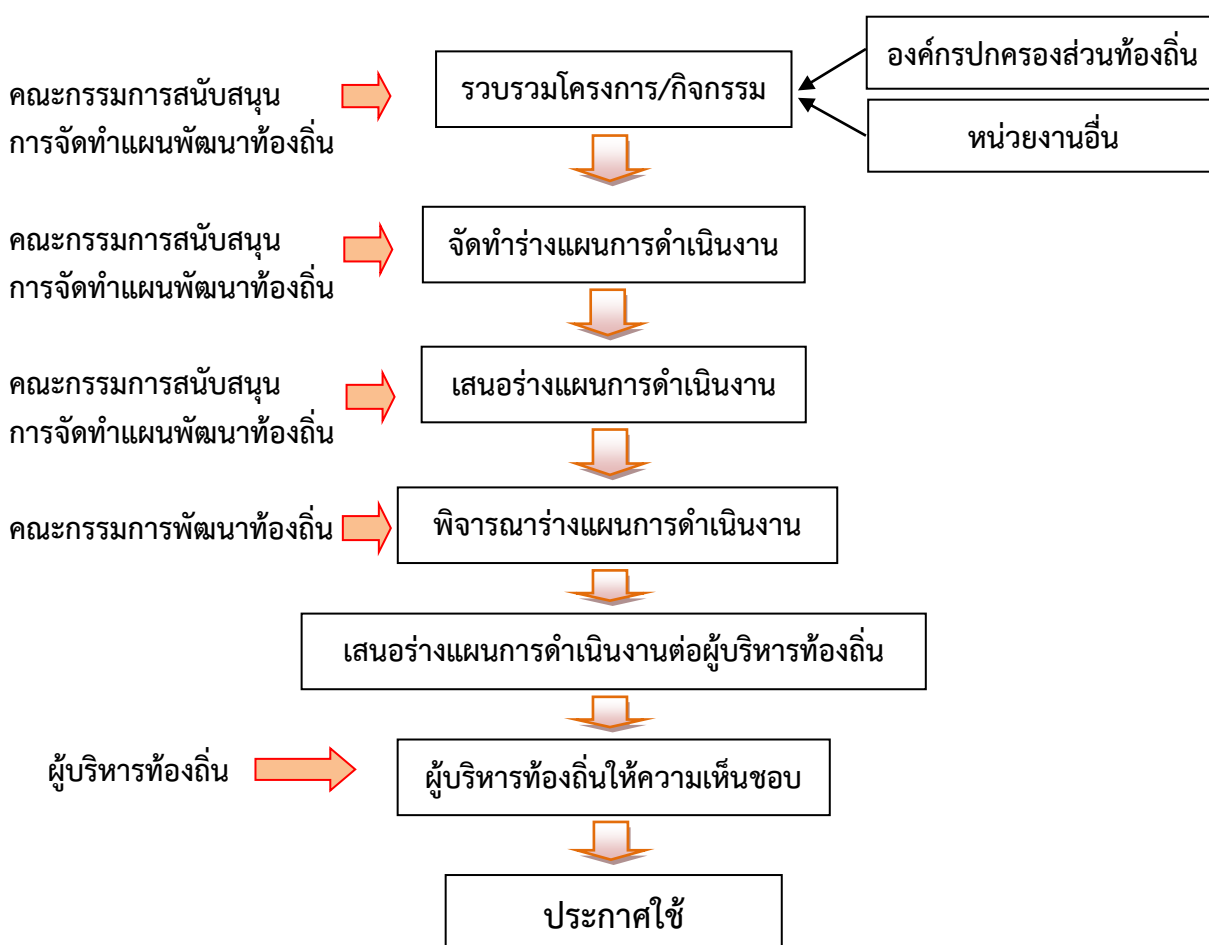 องค์กรปกครองส่วนท้องถิ่น
คณะกรรมการสนับสนุน
การจัดทำแผนพัฒนาท้องถิ่น
รวบรวมโครงการ/กิจกรรม
หน่วยงานอื่น
คณะกรรมการสนับสนุน
การจัดทำแผนพัฒนาท้องถิ่น
จัดทำร่างแผนการดำเนินงาน
คณะกรรมการสนับสนุน
การจัดทำแผนพัฒนาท้องถิ่น
เสนอร่างแผนการดำเนินงาน
คณะกรรมการพัฒนาท้องถิ่น
พิจารณาร่างแผนการดำเนินงาน
เสนอร่างแผนการดำเนินงานต่อผู้บริหารท้องถิ่น
ผู้บริหารท้องถิ่น
ผู้บริหารท้องถิ่นให้ความเห็นชอบ
ประกาศใช้